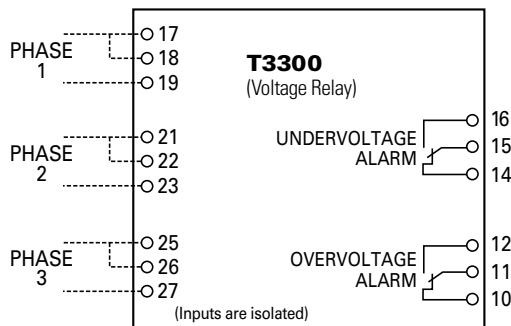 PHASE
1
17
18
19
T3300
(Voltage Relay)
PHASE
2
21
22
23
UNDERVOLTAGE
ALARM
16
15
14
PHASE
3
25
26
27
OVERVOLTAGE
ALARM
12
11
10
(Inputs are isolated)